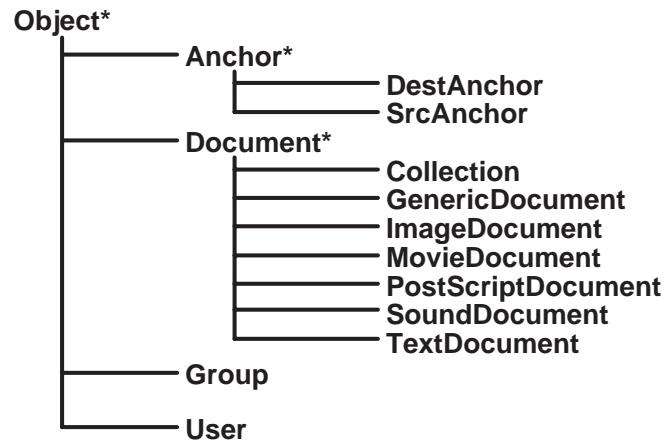 Object*
Anchor*
DestAnchor
SrcAnchor
Document*
Collection
GenericDocument
ImageDocument
MovieDocument
PostScriptDocument
SoundDocument
TextDocument
Group
User